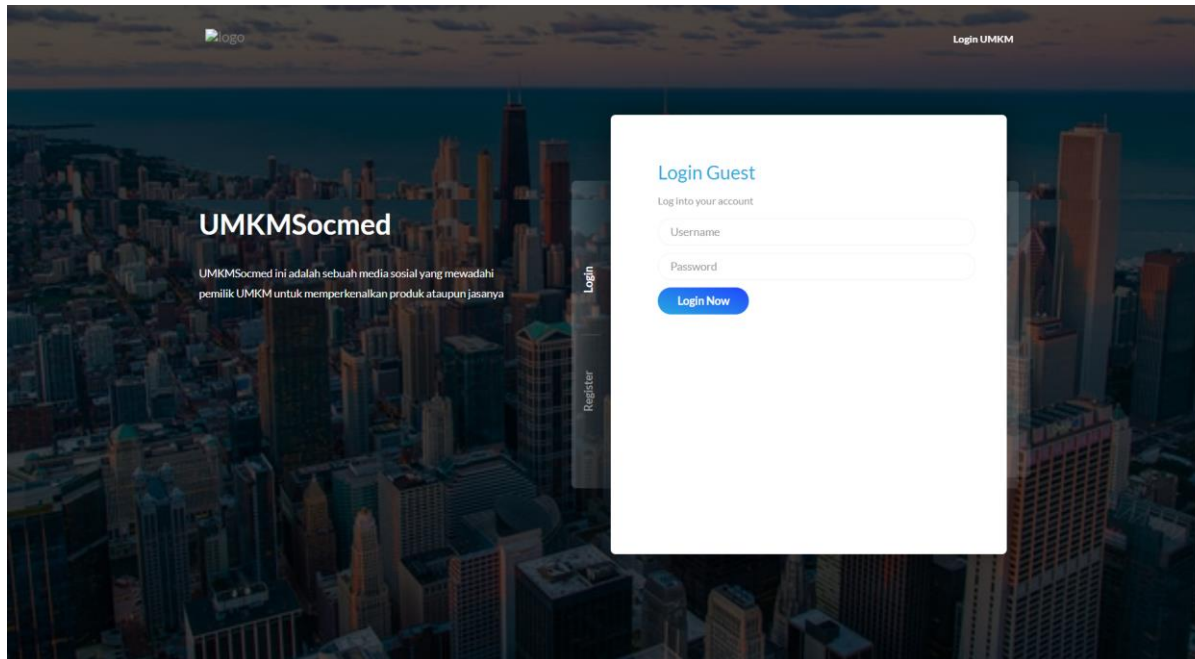 logo
Login UMKM
UMKMSocmed
UMKMSocmed ini adalah sebuah media sosial yang mewadahi
pemilik UMKM untuk memperkenalkan produk ataupun jasanya
Login
Register
Login Guest
Log into your account
Username
Password
Login Now